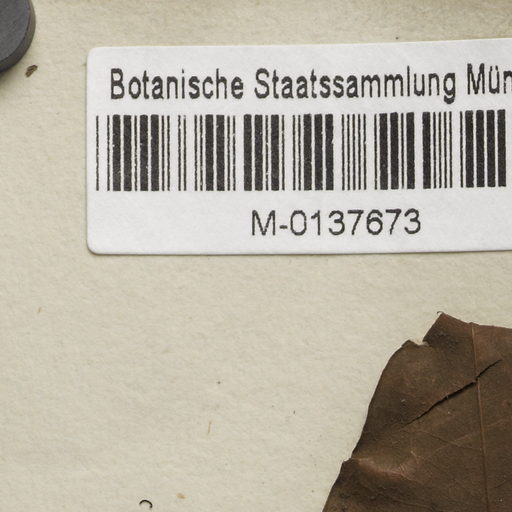 Botanische Staatssammlung Mün
M-0137673